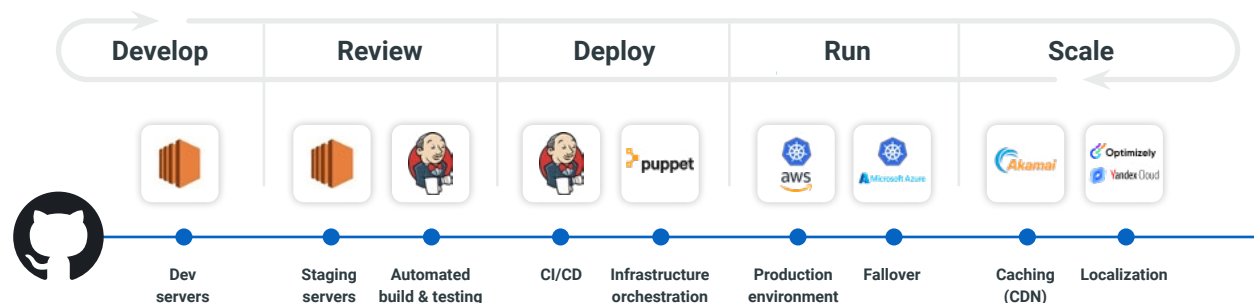 Develop
Review
Deploy
Run
Scale
puppet
aws
Microsoft Azure
Akamai
Optimizely
Yandex Cloud
Dev
servers
Staging
servers
Automated
build & testing
CI/CD
Infrastructure
orchestration
Production
environment
Fallover
Caching
(CDN)
Localization